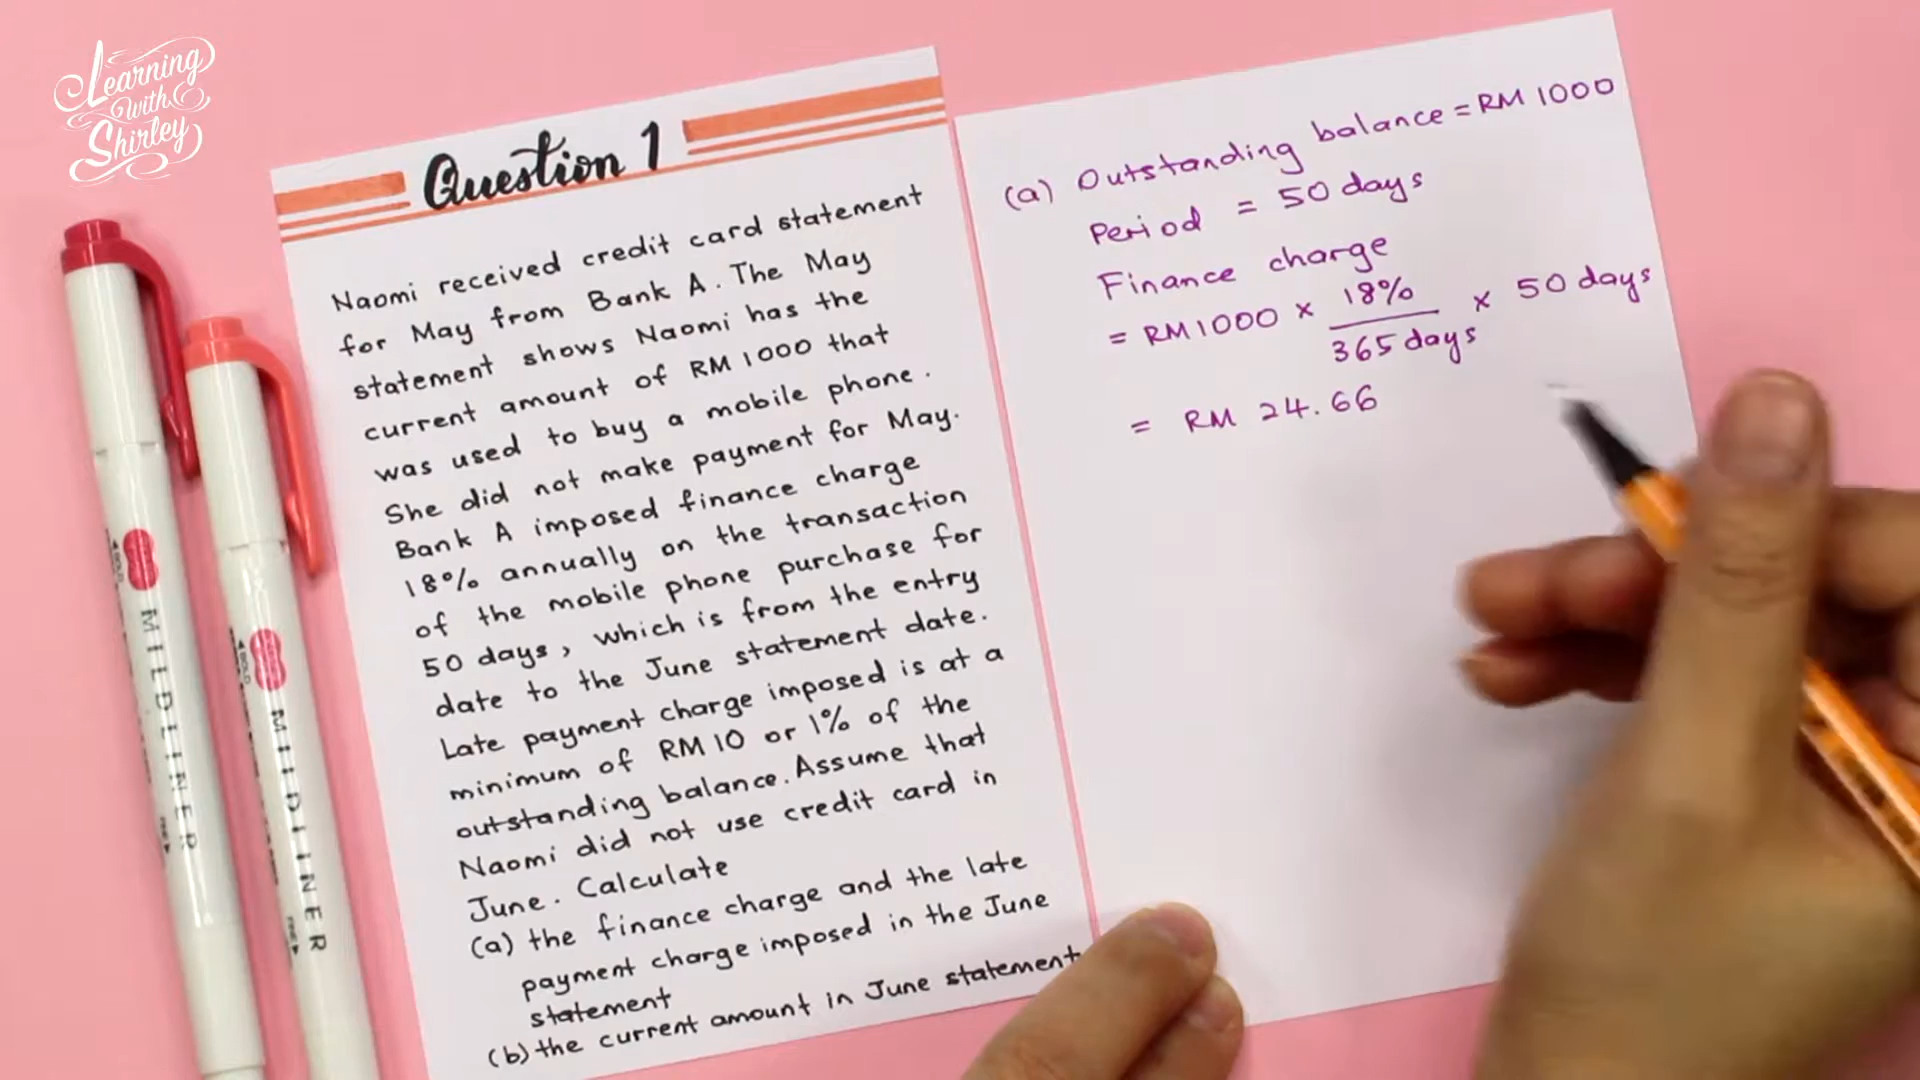 Learning
With
Shirley
Question 1
Naomi received credit card statement
for May from Bank A. The May
statement shows Naomi has the
current amount of RM 1000 that
was used to buy a mobile phone.
She did not make payment for May.
Bank A imposed finance charge
18% annually on the transaction
of the mobile phone purchase for
50 days, which is from the entry
date to the June statement date.
Late payment charge imposed is at a
minimum of RM 10 or 1% of the
outstanding balance. Assume that
Naomi did not use credit card in
June. Calculate
(a) the finance charge and the late
payment charge imposed in the June
statement
(b) the current amount in June statement
(a) Outstanding balance = RM 1000
Period = 50 days
Finance charge
= RM 1000 × 18% / 365 days × 50 days
= RM 24.66
MILDLINER
MILDLINER